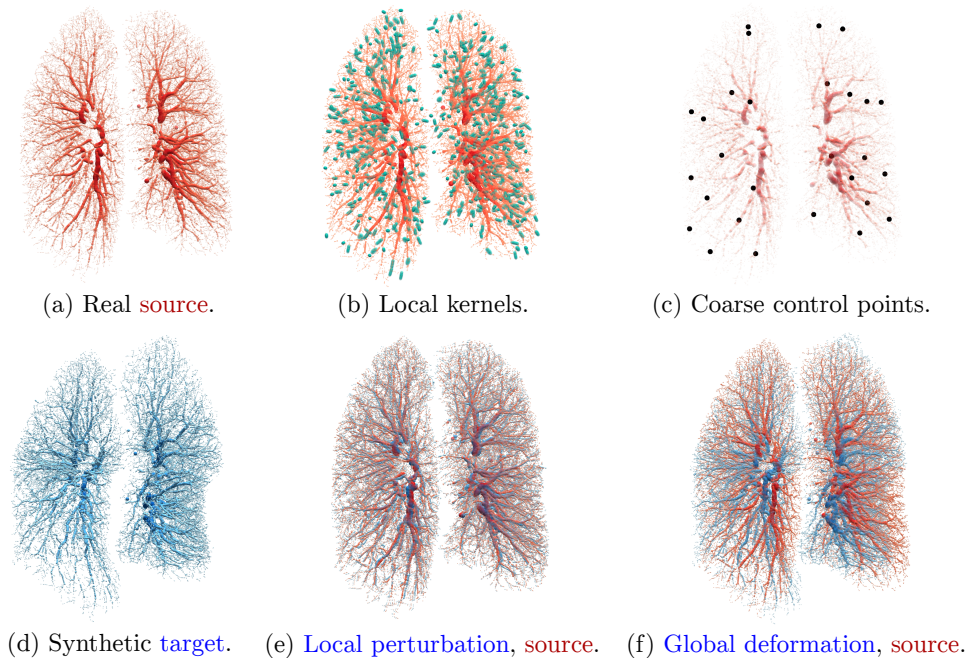 (a) Real source.
(b) Local kernels.
(c) Coarse control points.
(d) Synthetic target.
(e) Local perturbation, source.
(f) Global deformation, source.